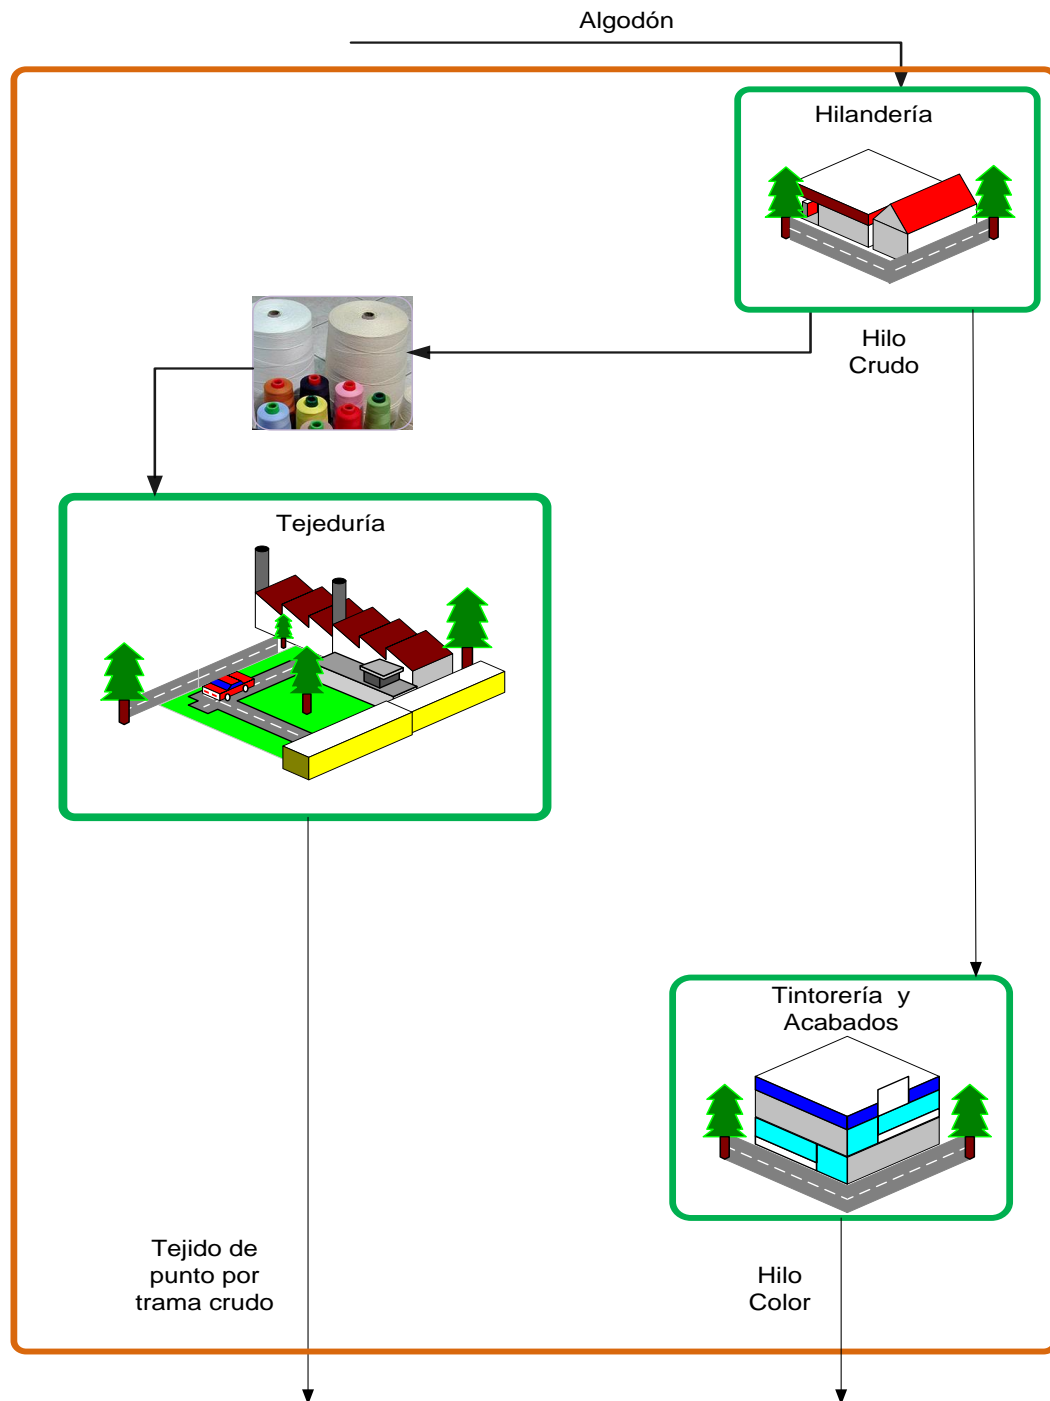 Algodón
Hilandería
Hilo
Crudo
Tejeduría
Tintorería y
Acabados
Tejido de
punto por
trama crudo
Hilo
Color